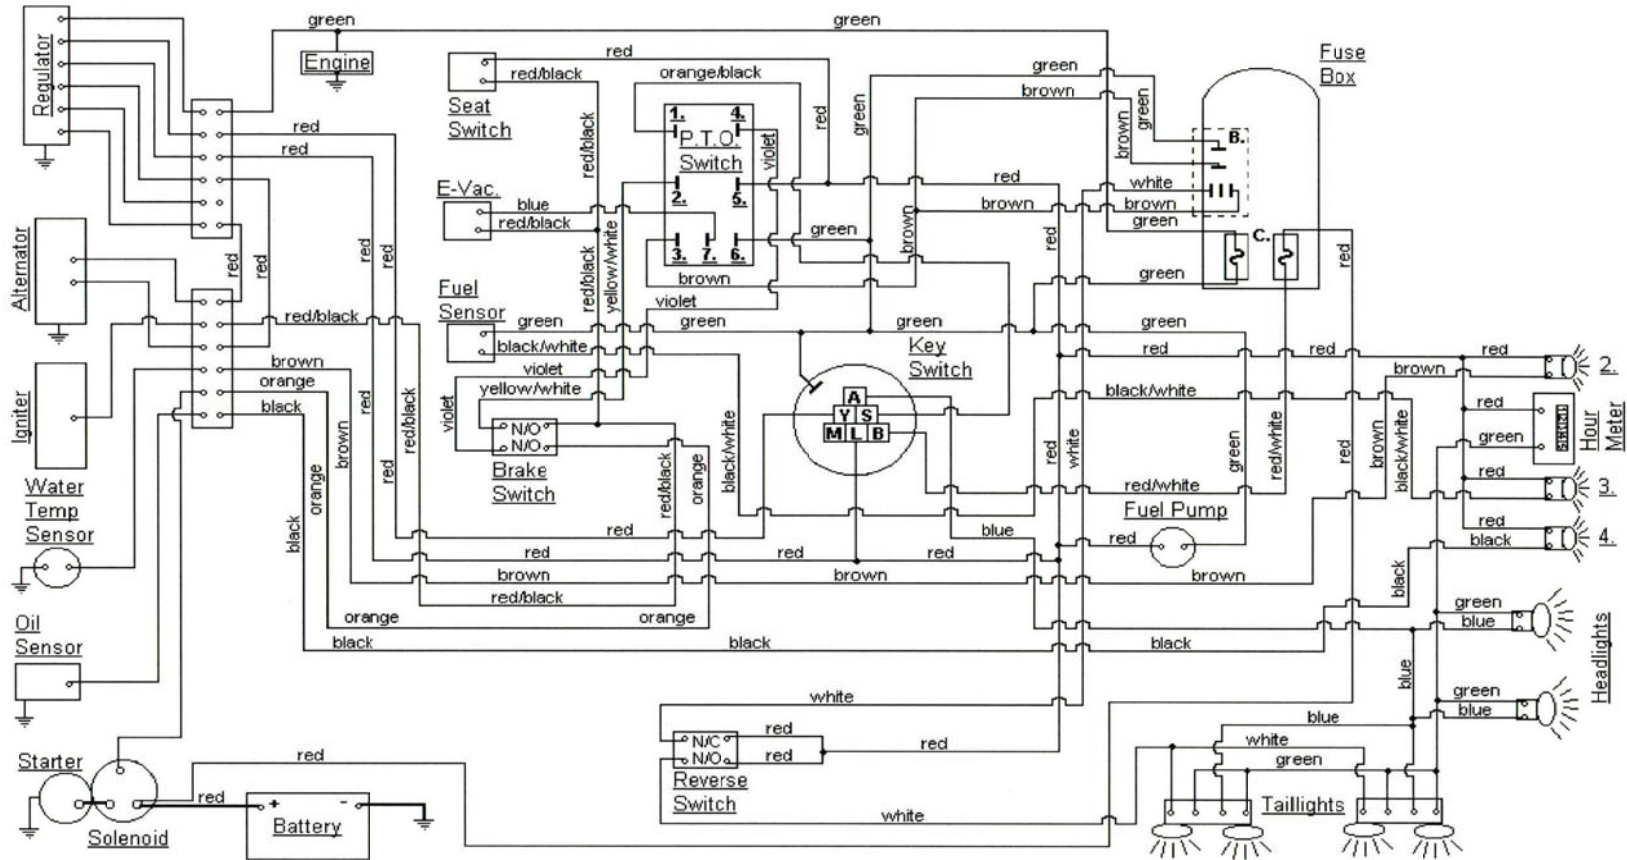 green
green
Regulator
Engine
red
red
red/black
Seat
Switch
orange/black
1.
4.
P.T.O.
Switch
2.
5.
3.
7.
6.
violet
red
green
green
brown
Fuse
Box
brown
green
B.
white
brown
brown
green
C.
red
red
E-Vac.
blue
red/black
red/black
yellow/white
red/black
green
brown
red
red
red
red
red
Alternator
brown
violet
Fuel
Sensor
green
green
green
green
green
red/black
black/white
Key
Switch
red
red
red
2.
brown
brown
orange
black
violet
yellow/white
Igniter
A
Y
S
M
L
B
black/white
red
Hour
Meter
green
N/O
N/O
Brake
Switch
violet
red
brown
red
red/black
black/white
red
white
green
red/white
red
brown
black/white
orange
black
red/black
orange
red/white
red
3.
Water
Temp
Sensor
Fuel Pump
red
4.
black
red
blue
red
red
red
red
brown
brown
brown
red/black
black
orange
orange
green
blue
Oil
Sensor
black
black
black
Headlights
blue
green
blue
white
blue
N/C
N/O
red
red
red
Reverse
Switch
white
green
Starter
red
Solenoid
red
+
-
Battery
white
Taillights